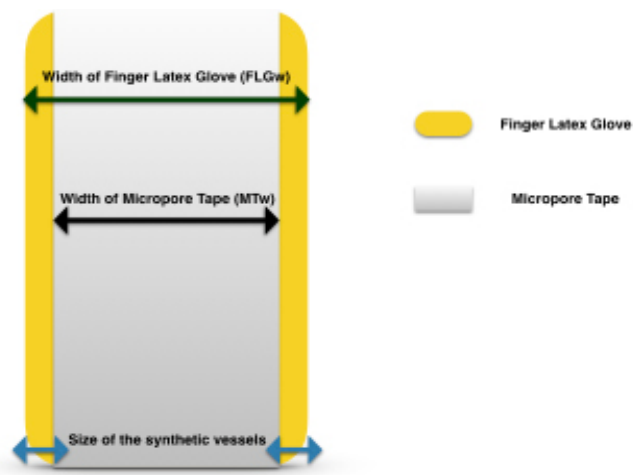 Width of Finger Latex Glove (FLGw)
Finger Latex Glove
Width of Micropore Tape (MTw)
Micropore Tape
Size of the synthetic vessels